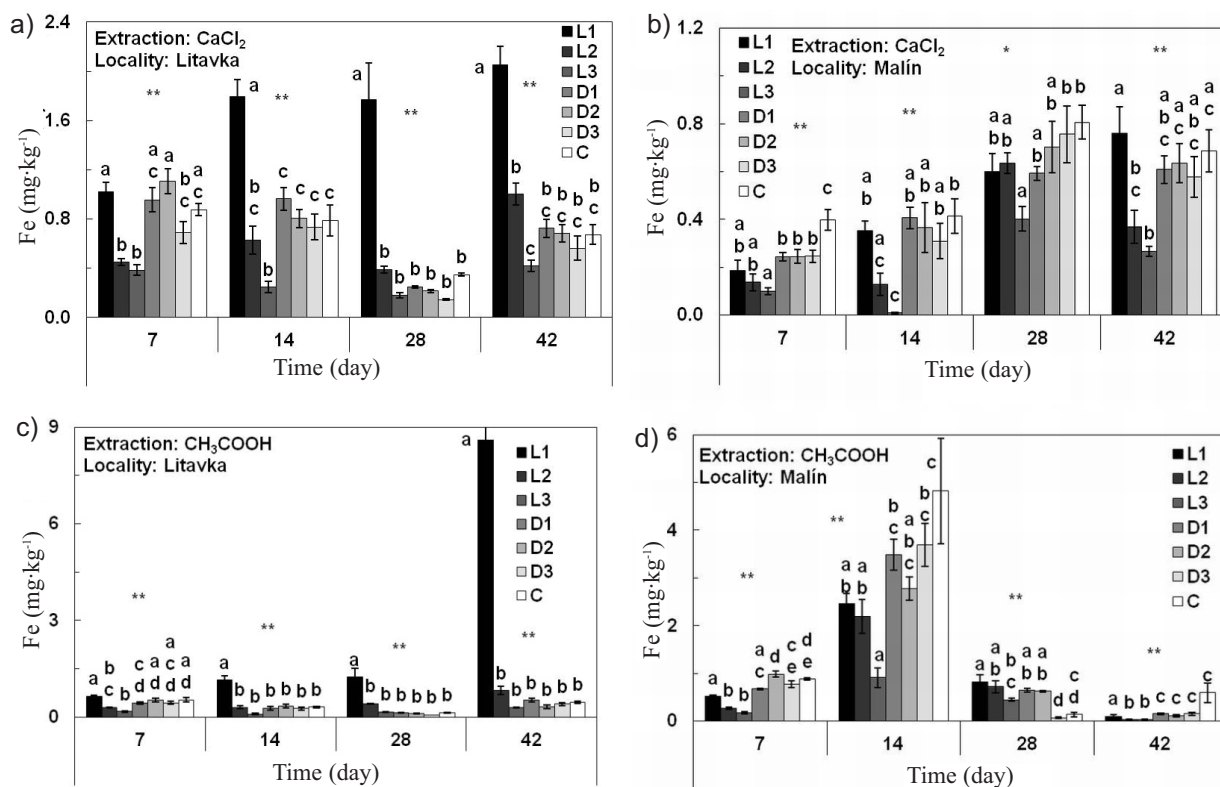 a)
Extraction: CaCl2
Locality: Litavka
L1
L2
L3
D1
D2
D3
C
Fe (mg·kg-1)
2.4
1.6
0.8
0.0
** ** ** **
a b b a c a a b c a c
a b c b a c c c c
a b b b b b b
a b c b c b c c b c
7 14 28 42
Time (day)
b)
Extraction: CaCl2
Locality: Malín
L1
L2
L3
D1
D2
D3
C
Fe (mg·kg-1)
1.2
0.8
0.4
0.0
** ** * **
a b a b a b b b c
a b a c c a b a a b a b
a b a b a a b a b b b
a b c b a b c a c a b c a c
7 14 28 42
Time (day)
c)
Extraction: CH3COOH
Locality: Litavka
L1
L2
L3
D1
D2
D3
C
Fe (mg·kg-1)
9
6
3
0
** ** ** **
a b c b c d a d a c d a d
a b b b b b b
a b b b b b b
a b b b b b b
7 14 28 42
Time (day)
d)
Extraction: CH3COOH
Locality: Malín
L1
L2
L3
D1
D2
D3
C
Fe (mg·kg-1)
6
4
2
0
** ** ** **
a b b a c d c e d e
a b a b a b c a b c b c c
a a b b c a b a b d c d
a b b c c c a
7 14 28 42
Time (day)